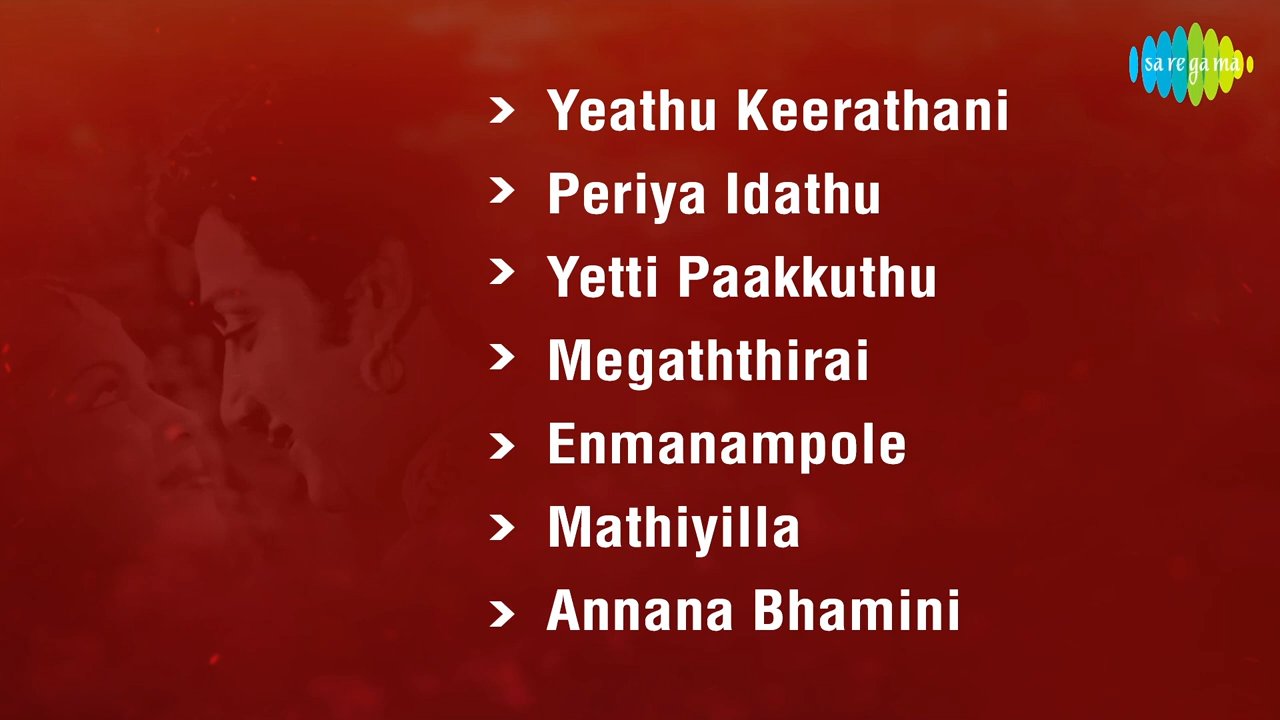 sa re ga ma
Yeathu Keerathani
Periya Idathu
Yetti Paakkuthu
Megaththirai
Enmanampole
Mathiyilla
Annana Bhamini